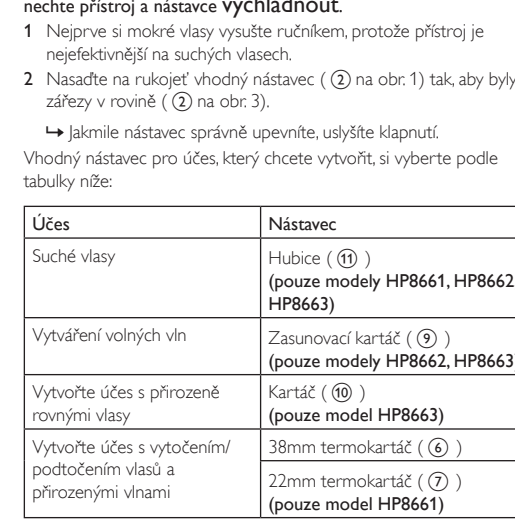 nechte přístroj a nástavce vychladnout.
1 Nejprve si mokré vlasy vysušte ručníkem, protože přístroj je
nejefektivnější na suchých vlasech.
2 Nasaďte na rukojeť vhodný nástavec ( ② na obr. 1) tak, aby byly
zářezy v rovině ( ② na obr. 3).
↪ Jakmile nástavec správně upevníte, uslyšíte klapnutí.
Vhodný nástavec pro účes, který chcete vytvořit, si vyberte podle
tabulky níže:
Účes Nástavec
Suché vlasy Hubice ( ⑪ )
(pouze modely HP8661, HP8662
HP8663)
Vytváření volných vln Zasunovací kartáč ( ⑨ )
(pouze modely HP8662, HP8663)
Vytvořte účes s přirozeně Kartáč ( ⑩ )
rovnými vlasy (pouze model HP8663)
Vytvořte účes s vytočením/ 38mm termokartáč ( ⑥ )
podtočením vlasů a
přirozenými vlnami 22mm termokartáč ( ⑦ )
(pouze model HP8661)